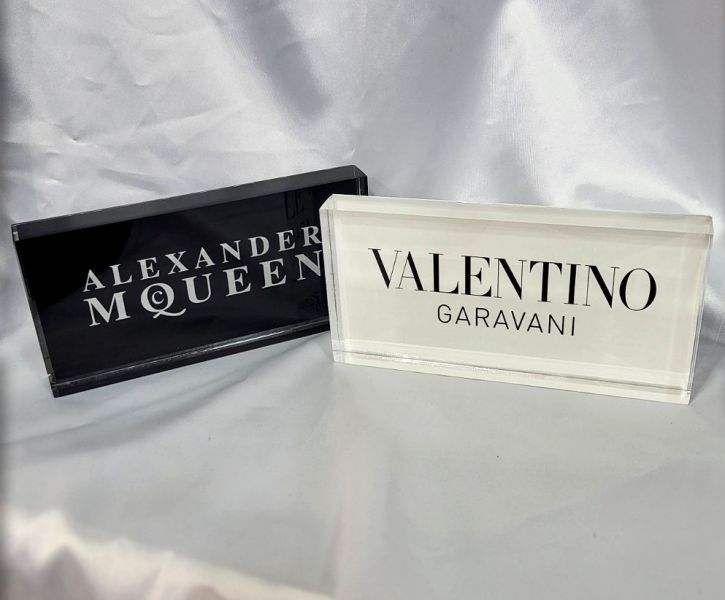 ALEXANDER
MCQUEEN
VALENTINO
GARAVANI